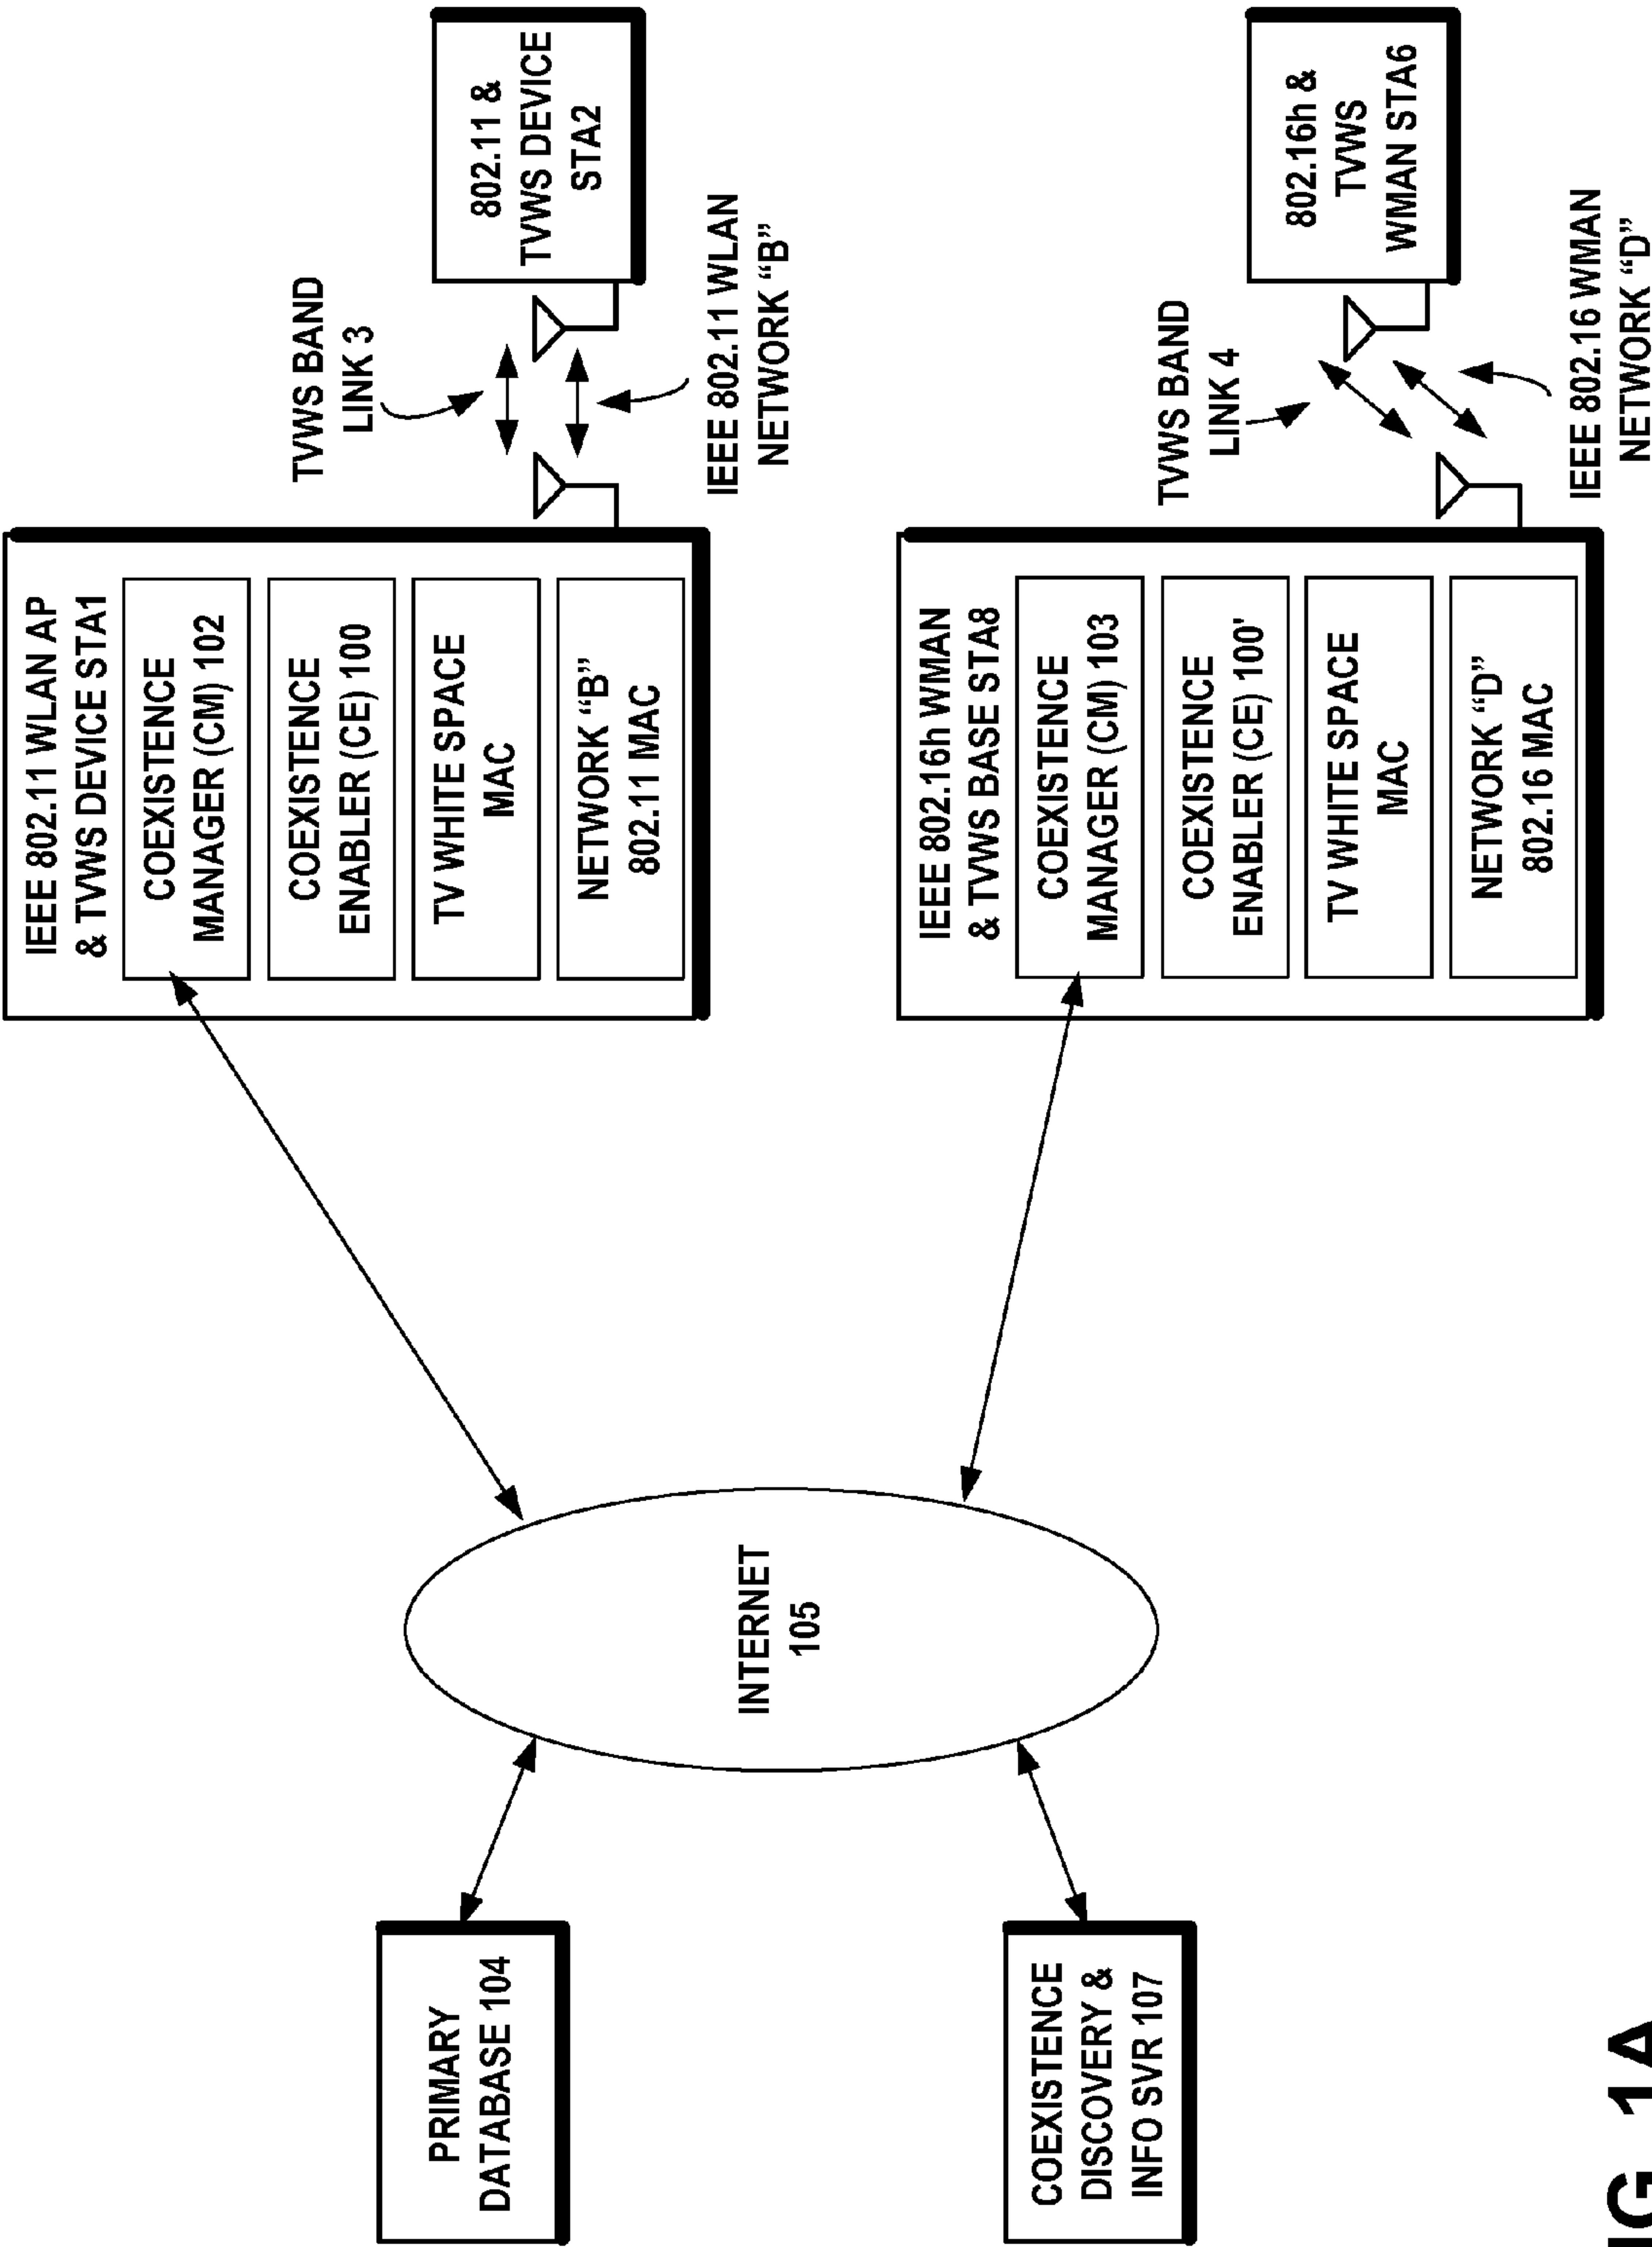 IEEE 802.11 WLAN AP
& TVWS DEVICE STA1
COEXISTENCE
MANAGER (CM) 102
COEXISTENCE
ENABLER (CE) 100
TV WHITE SPACE
MAC
NETWORK “B”
802.11 MAC
TVWS BAND
LINK 3
802.11 &
TVWS DEVICE
STA2
IEEE 802.11 WLAN
NETWORK “B”
PRIMARY
DATABASE 104
INTERNET
105
COEXISTENCE
DISCOVERY &
INFO SVR 107
IEEE 802.16h WMAN
& TVWS BASE STA8
COEXISTENCE
MANAGER (CM) 103
COEXISTENCE
ENABLER (CE) 100'
TV WHITE SPACE
MAC
NETWORK “D”
802.16 MAC
TVWS BAND
LINK 4
802.16h &
TVWS
WMAN STA6
IEEE 802.16 WMAN
NETWORK “D”
IG. 1A